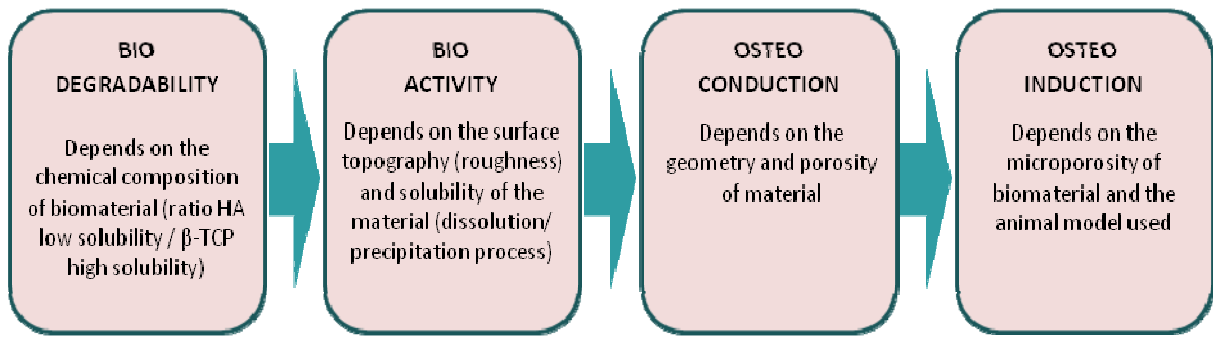 BIO
DEGRADABILITY
Depends on the
chemical composition
of biomaterial (ratio HA
low solubility / β-TCP
high solubility)
BIO
ACTIVITY
Depends on the surface
topography (roughness)
and solubility of the
material (dissolution/
precipitation process)
OSTEO
CONDUCTION
Depends on the
geometry and porosity
of material
OSTEO
INDUCTION
Depends on the
microporosity of
biomaterial and the
animal model used